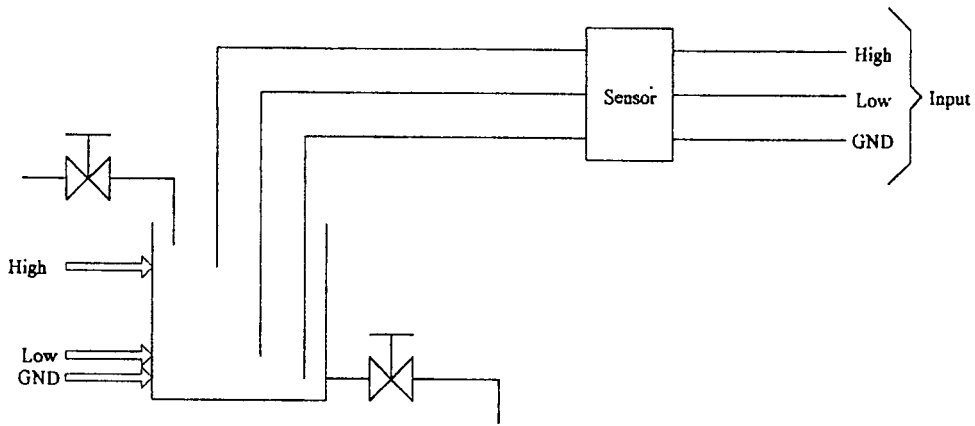 High
Sensor
Low
Input
GND
High
Low
GND